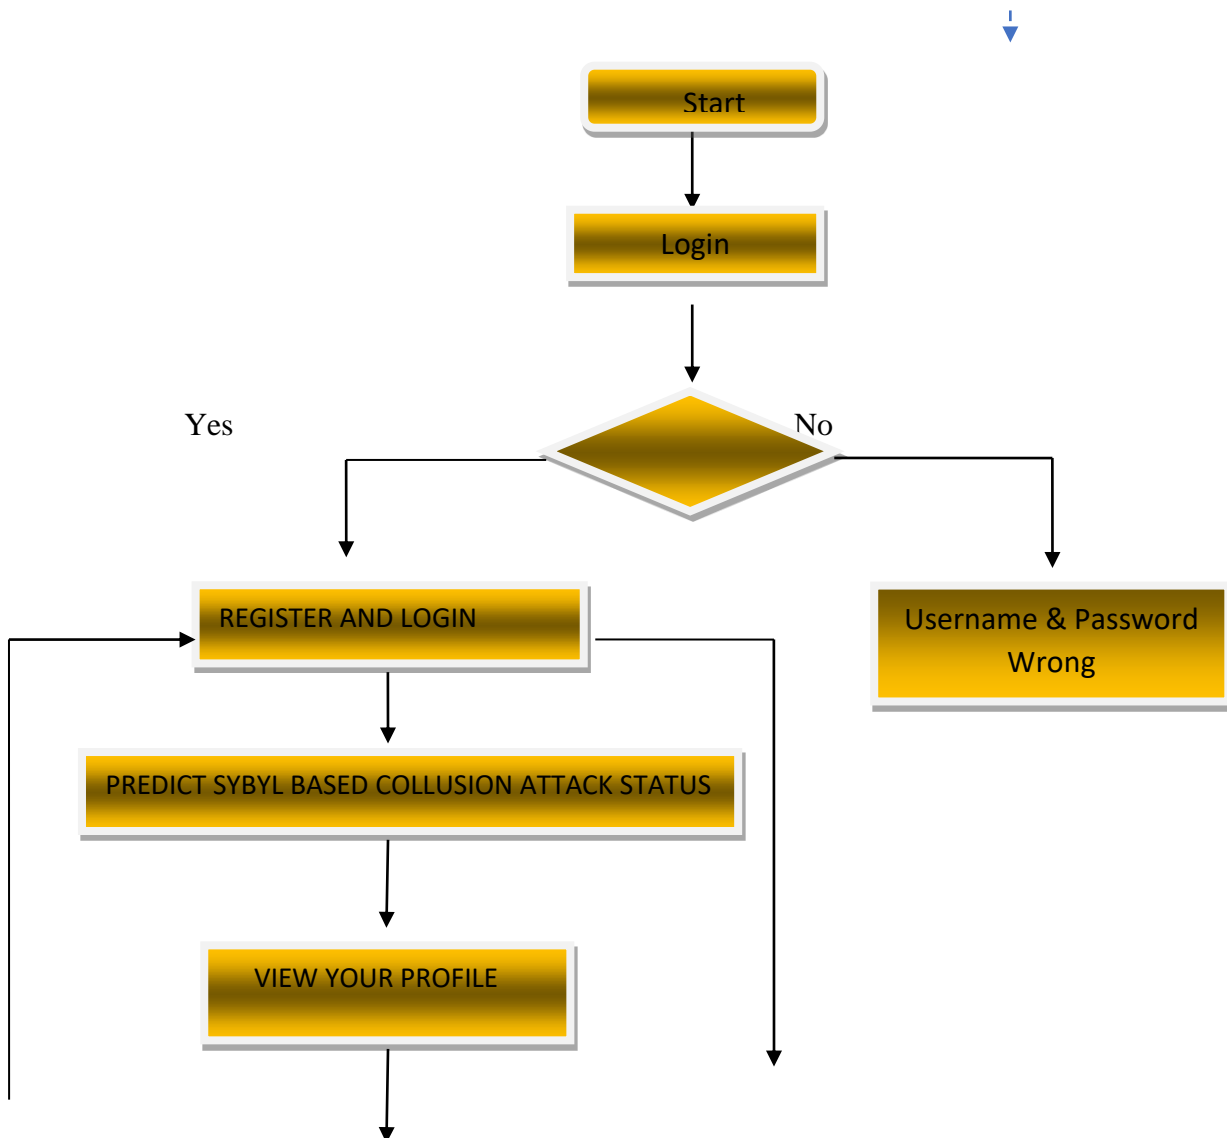 Start
Login
Yes
No
REGISTER AND LOGIN
Username & Password
Wrong
PREDICT SYBYL BASED COLLUSION ATTACK STATUS
VIEW YOUR PROFILE